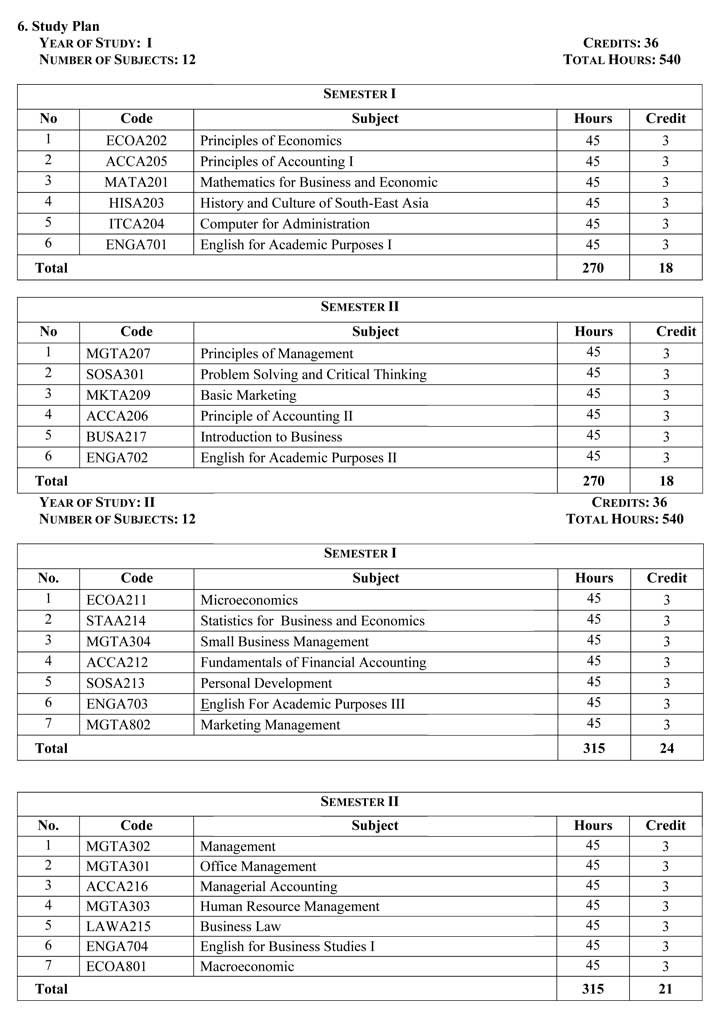 6. Study Plan
YEAR OF STUDY: I CREDITS: 36
NUMBER OF SUBJECTS: 12 TOTAL HOURS: 540
SEMESTER I
No Code Subject Hours Credit
1 ECOA202 Principles of Economics 45 3
2 ACCA205 Principles of Accounting I 45 3
3 MATA201 Mathematics for Business and Economic 45 3
4 HISA203 History and Culture of South-East Asia 45 3
5 ITCA204 Computer for Administration 45 3
6 ENGA701 English for Academic Purposes I 45 3
Total 270 18
SEMESTER II
No Code Subject Hours Credit
1 MGTA207 Principles of Management 45 3
2 SOSA301 Problem Solving and Critical Thinking 45 3
3 MKTA209 Basic Marketing 45 3
4 ACCA206 Principle of Accounting II 45 3
5 BUSA217 Introduction to Business 45 3
6 ENGA702 English for Academic Purposes II 45 3
Total 270 18
YEAR OF STUDY: II CREDITS: 36
NUMBER OF SUBJECTS: 12 TOTAL HOURS: 540
SEMESTER I
No. Code Subject Hours Credit
1 ECOA211 Microeconomics 45 3
2 STAA214 Statistics for Business and Economics 45 3
3 MGTA304 Small Business Management 45 3
4 ACCA212 Fundamentals of Financial Accounting 45 3
5 SOSA213 Personal Development 45 3
6 ENGA703 English For Academic Purposes III 45 3
7 MGTA802 Marketing Management 45 3
Total 315 24
SEMESTER II
No. Code Subject Hours Credit
1 MGTA302 Management 45 3
2 MGTA301 Office Management 45 3
3 ACCA216 Managerial Accounting 45 3
4 MGTA303 Human Resource Management 45 3
5 LAWA215 Business Law 45 3
6 ENGA704 English for Business Studies I 45 3
7 ECOA801 Macroeconomic 45 3
Total 315 21